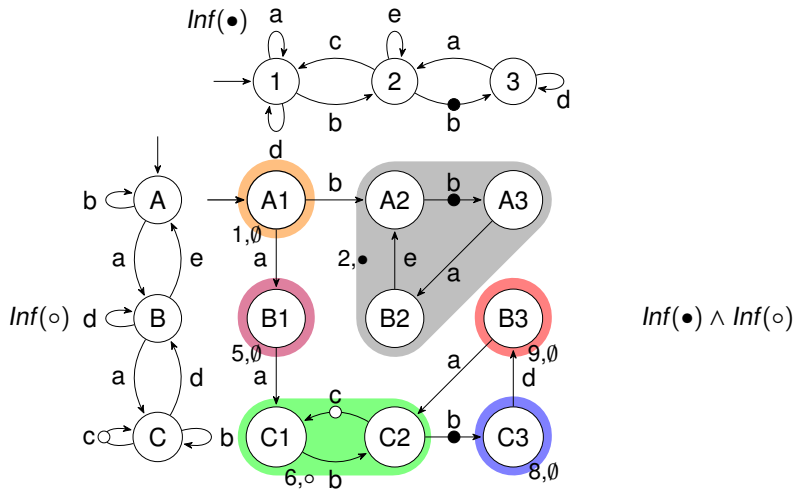 Inf(●)
a
e
c
a
1
2
3
b
b
d
d
A
b
A1
b
A2
b
A3
1,∅
a
e
a
2,●
e
a
Inf(○)
d
B
B1
B2
B3
Inf(●) ∧ Inf(○)
5,∅
9,∅
a
d
a
a
d
c
c
C
b
C1
C2
b
C3
6,○
b
8,∅